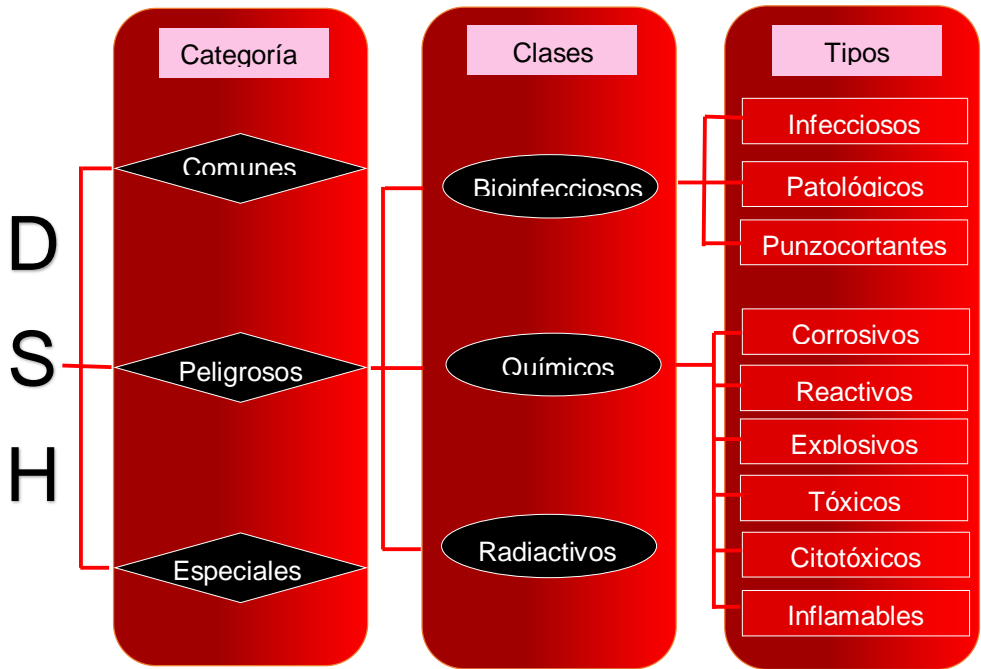 D
S
H
Categoría
Comunes
Peligrosos
Especiales
Clases
Bioinfecciosos
Químicos
Radiactivos
Tipos
Infecciosos
Patológicos
Punzocortantes
Corrosivos
Reactivos
Explosivos
Tóxicos
Citotóxicos
Inflamables